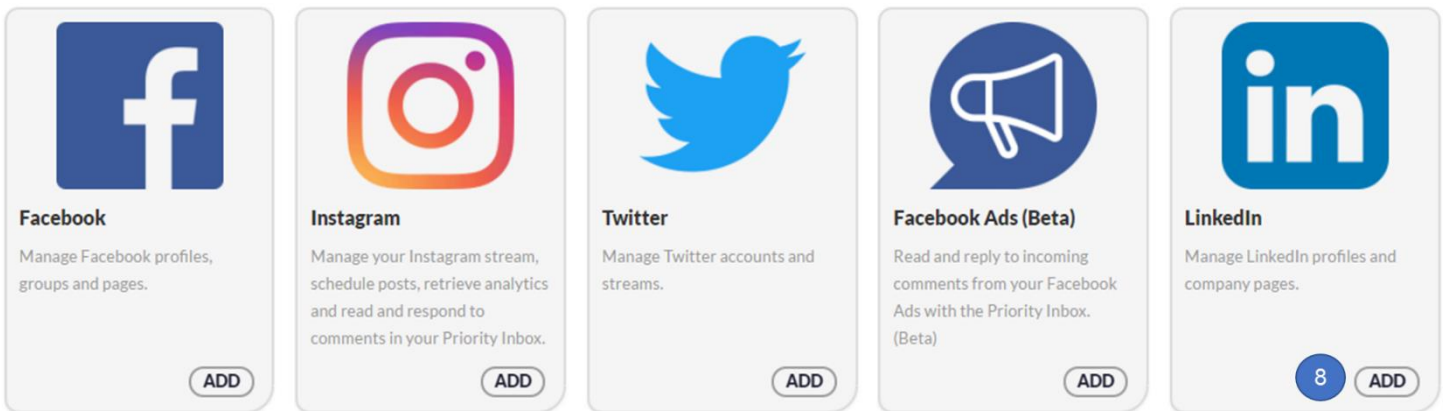 f
in
Facebook
Manage Facebook profiles,
groups and pages.
ADD
Instagram
Manage your Instagram stream,
schedule posts, retrieve analytics
and read and respond to
comments in your Priority Inbox.
ADD
Twitter
Manage Twitter accounts and
streams.
ADD
Facebook Ads (Beta)
Read and reply to incoming
comments from your Facebook
Ads with the Priority Inbox.
(Beta)
ADD
LinkedIn
Manage LinkedIn profiles and
company pages.
8 ADD